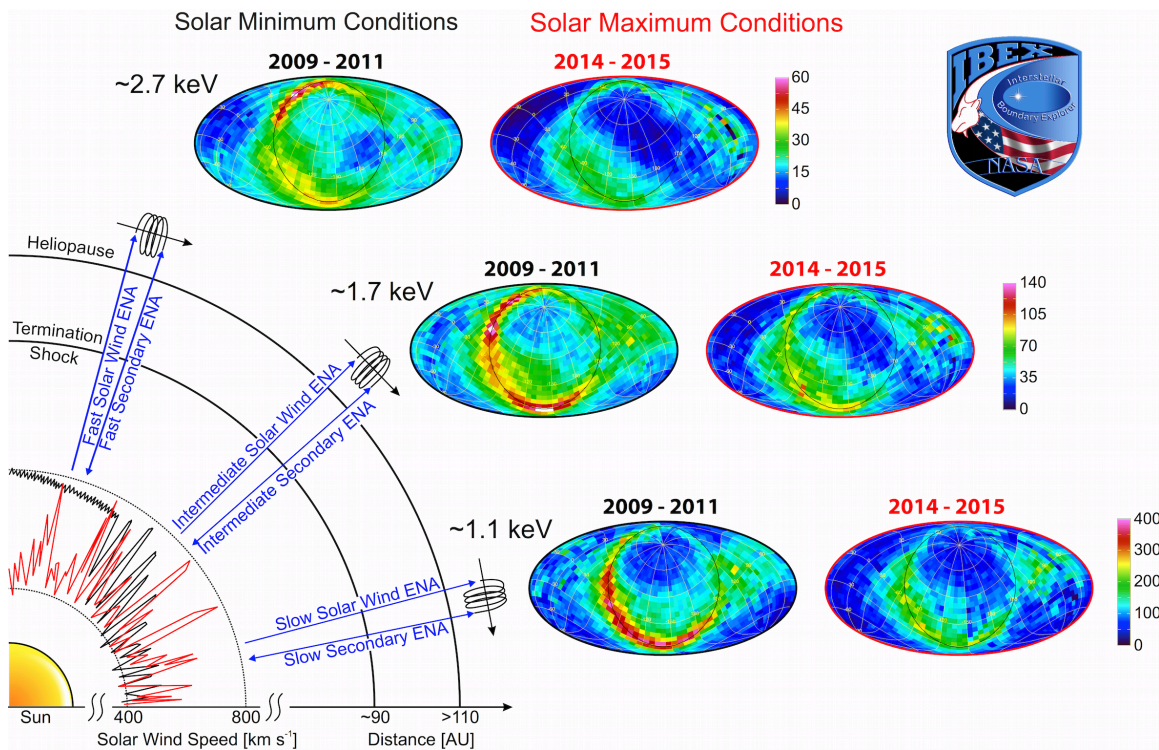 Solar Minimum Conditions
Solar Maximum Conditions
IBEX
Interstellar
Boundary Explorer
NASA
~2.7 keV
2009 - 2011
2014 - 2015
60
45
30
15
0
Heliopause
Termination
Shock
Fast Solar Wind ENA
Fast Secondary ENA
~1.7 keV
2009 - 2011
2014 - 2015
140
105
70
35
0
Intermediate Solar Wind ENA
Intermediate Secondary ENA
~1.1 keV
2009 - 2011
2014 - 2015
400
300
200
100
0
Slow Solar Wind ENA
Slow Secondary ENA
Sun
400
800
~90
>110
Solar Wind Speed [km s⁻¹]
Distance [AU]